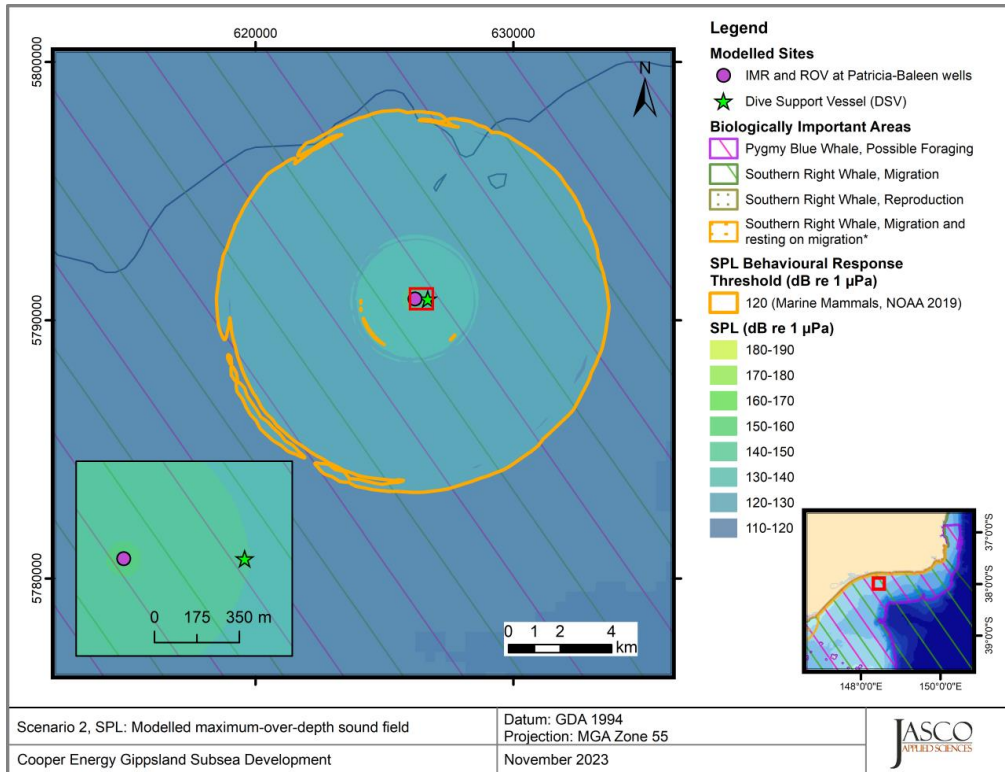 620000
630000
5800000
5790000
5780000
N
0 1 2 4
km
0 175 350 m
Legend
Modelled Sites
IMR and ROV at Patricia-Baleen wells
Dive Support Vessel (DSV)
Biologically Important Areas
Pygmy Blue Whale, Possible Foraging
Southern Right Whale, Migration
Southern Right Whale, Reproduction
Southern Right Whale, Migration and
resting on migration*
SPL Behavioural Response
Threshold (dB re 1 µPa)
120 (Marine Mammals, NOAA 2019)
SPL (dB re 1 µPa)
180-190
170-180
160-170
150-160
140-150
130-140
120-130
110-120
37°0'0"S
38°0'0"S
39°0'0"S
148°0'0"E
150°0'0"E
Scenario 2, SPL: Modelled maximum-over-depth sound field
Datum: GDA 1994
Projection: MGA Zone 55
Cooper Energy Gippsland Subsea Development
November 2023
JASCO
APPLIED SCIENCES